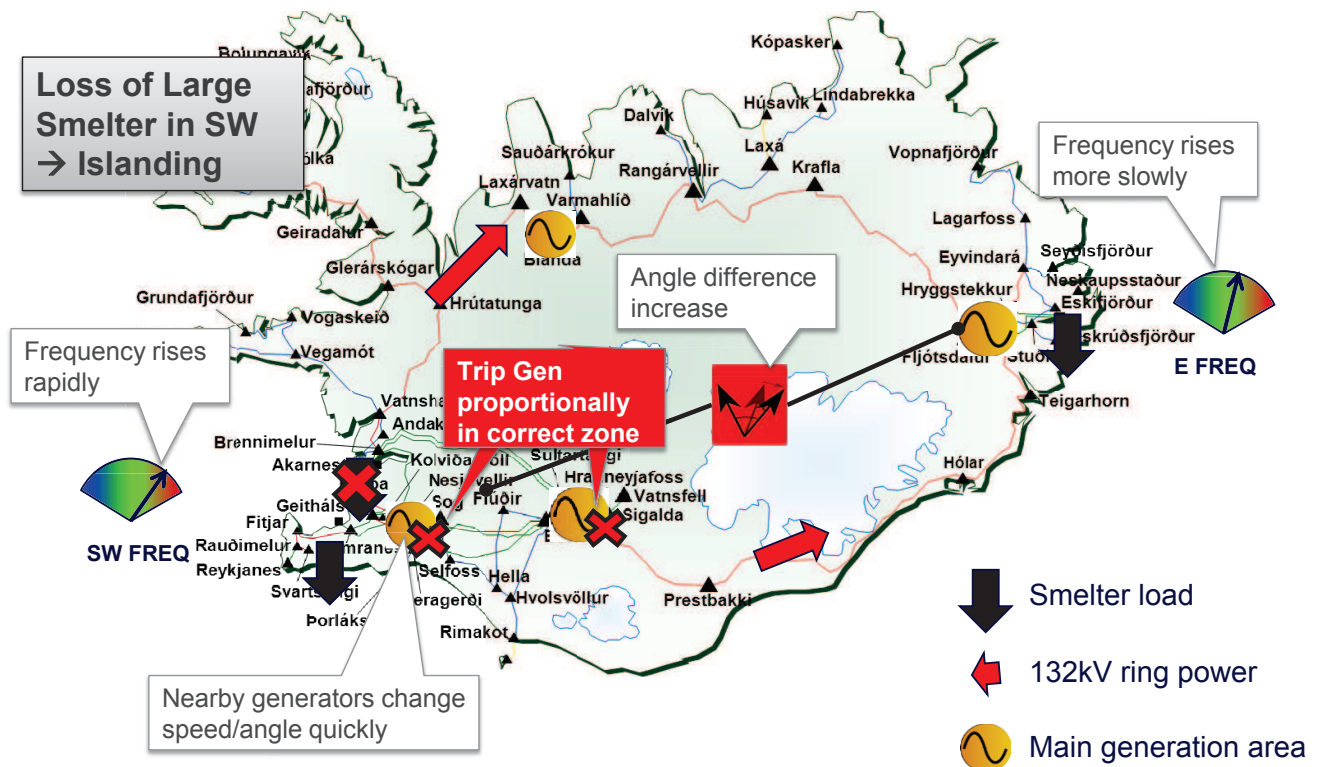 Loss of Large
Smelter in SW
→ Islanding
Kópasker
Lindabrekka
Húsavík
Dalvík
Laxá
Sauðárkrókur
Rangárvellir
Krafla
Vopnafjörður
Frequency rises
more slowly
Laxárvatn
Varmahlíð
Geiradalur
Lagarfoss
Glerárskógar
Eyvindará
Seyðisfjörður
Blanda
Angle difference
increase
Hryggstekkur
Neskaupsstaður
Grundafjörður
Hrútatunga
Eskifjörður
Vogaskeið
Frequency rises
rapidly
Vegamót
Fljótsdalur
E FREQ
Trip Gen
proportionally
in correct zone
Teigarhorn
Brennimelur
Akarnes
Hólar
Vatnsfell
Sigalda
Flúðir
Sog
Geitháls
Fitjar
SW FREQ
Rauðimelur
Reykjanes
Selfoss
Hella
Hvolsvöllur
Prestbakki
Rimakot
Smelter load
132kV ring power
Nearby generators change
speed/angle quickly
Main generation area